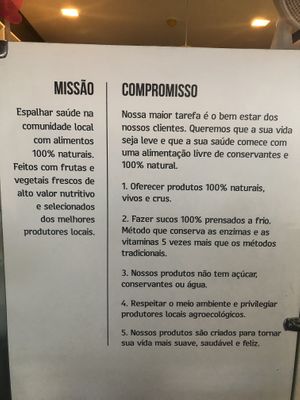 MISSÃO
Espalhar saúde na
comunidade local
com alimentos
100% naturais.
Feitos com frutas e
vegetais frescos de
alto valor nutritivo
e selecionados
dos melhores
produtores locais.
COMPROMISSO
Nossa maior tarefa é o bem estar dos
nossos clientes. Queremos que a sua vida
seja leve e que a sua saúde comece com
uma alimentação livre de conservantes e
100% natural.
1. Oferecer produtos 100% naturais,
vivos e crus.
2. Fazer sucos 100% prensados a frio.
Método que conserva as enzimas e as
vitaminas 5 vezes mais que os métodos
tradicionais.
3. Nossos produtos não tem açúcar,
conservantes ou água.
4. Respeitar o meio ambiente e privilegiar
produtores locais agroecológicos.
5. Nossos produtos são criados para tornar
sua vida mais suave, saudável e feliz.